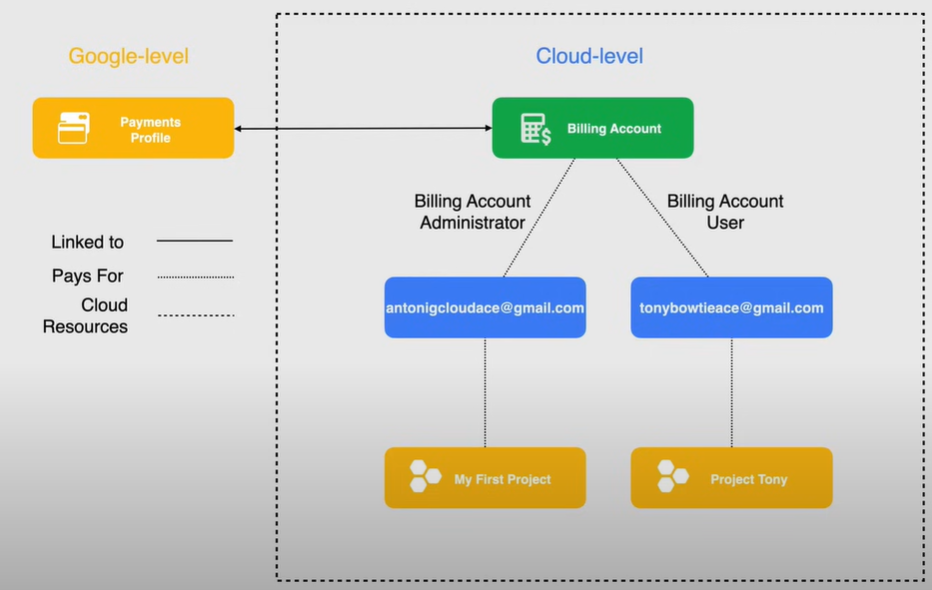 Google-level
Cloud-level
Payments
Profile
Billing Account
Billing Account
Administrator
Billing Account
User
Linked to
Pays For
Cloud
Resources
antonigcloudace@gmail.com
tonybowtieace@gmail.com
My First Project
Project Tony